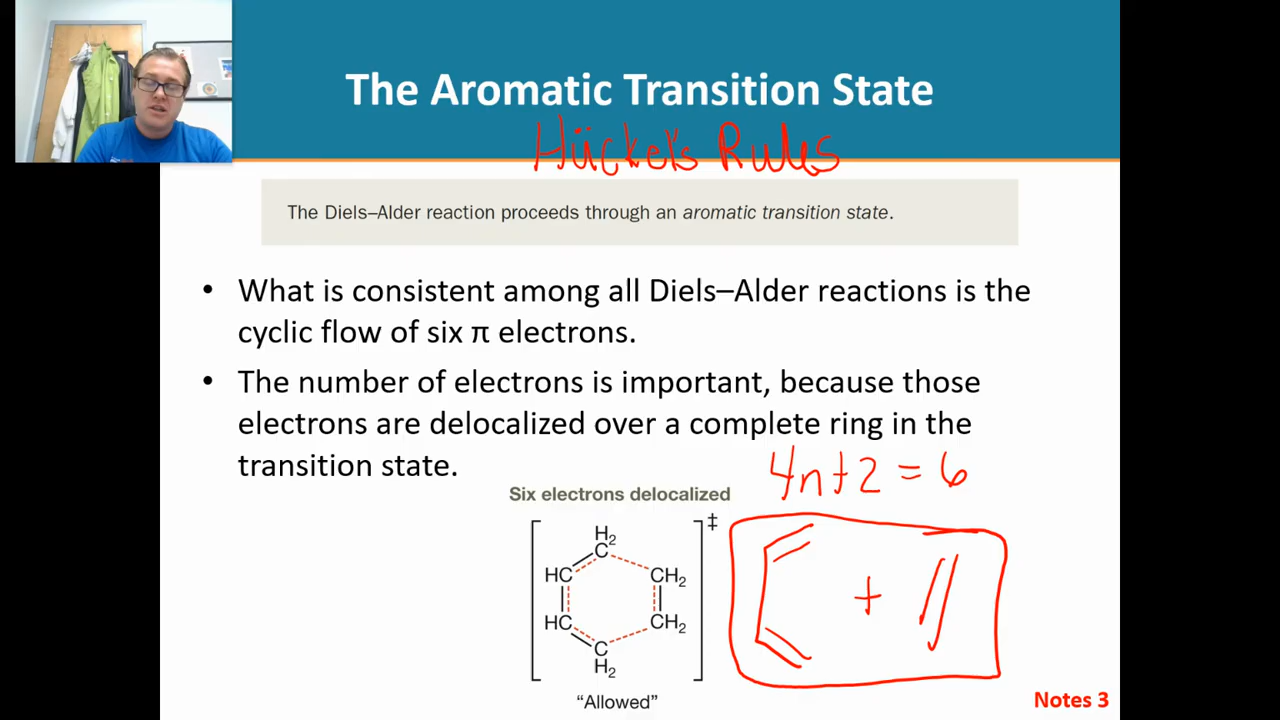 The Aromatic Transition State
Hückel's Rules
The Diels–Alder reaction proceeds through an aromatic transition state.
• What is consistent among all Diels–Alder reactions is the
cyclic flow of six π electrons.
• The number of electrons is important, because those
electrons are delocalized over a complete ring in the
transition state.
4n+2 = 6
Six electrons delocalized
‡
H₂
C
HC CH₂
+
HC CH₂
C
H₂
"Allowed"
Notes 3